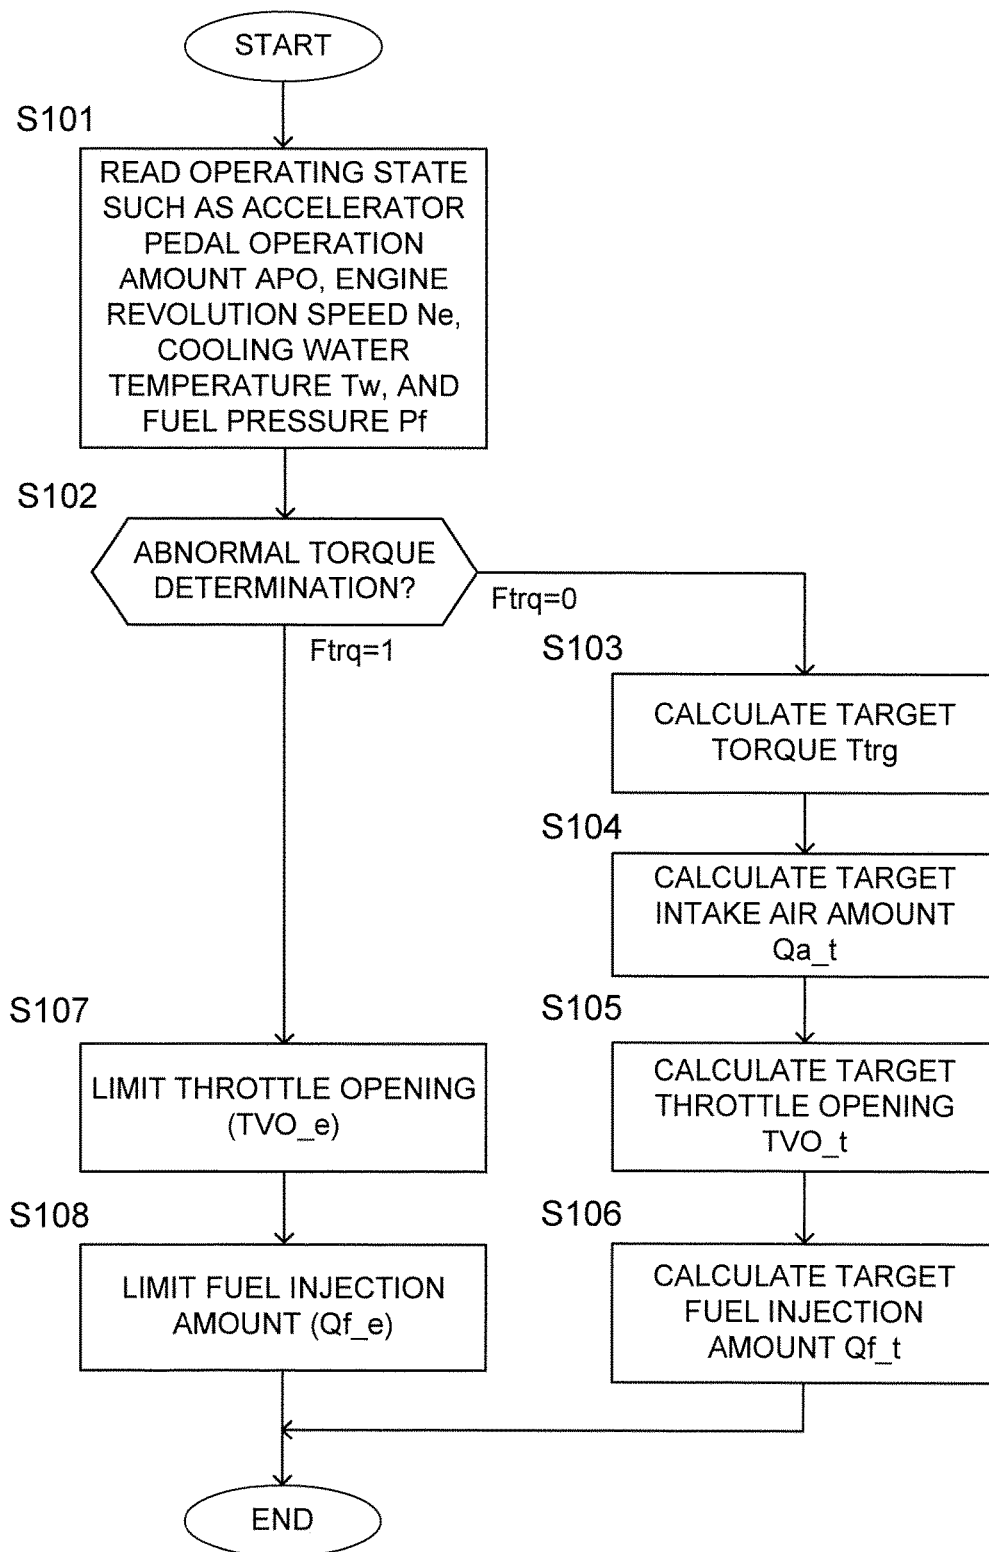 START
S101
READ OPERATING STATE
SUCH AS ACCELERATOR
PEDAL OPERATION
AMOUNT APO, ENGINE
REVOLUTION SPEED Ne,
COOLING WATER
TEMPERATURE Tw, AND
FUEL PRESSURE Pf
S102
ABNORMAL TORQUE
DETERMINATION?
Ftrq=0
Ftrq=1
S103
CALCULATE TARGET
TORQUE Ttrg
S104
CALCULATE TARGET
INTAKE AIR AMOUNT
Qa_t
S105
CALCULATE TARGET
THROTTLE OPENING
TVO_t
S106
CALCULATE TARGET
FUEL INJECTION
AMOUNT Qf_t
S107
LIMIT THROTTLE OPENING
(TVO_e)
S108
LIMIT FUEL INJECTION
AMOUNT (Qf_e)
END